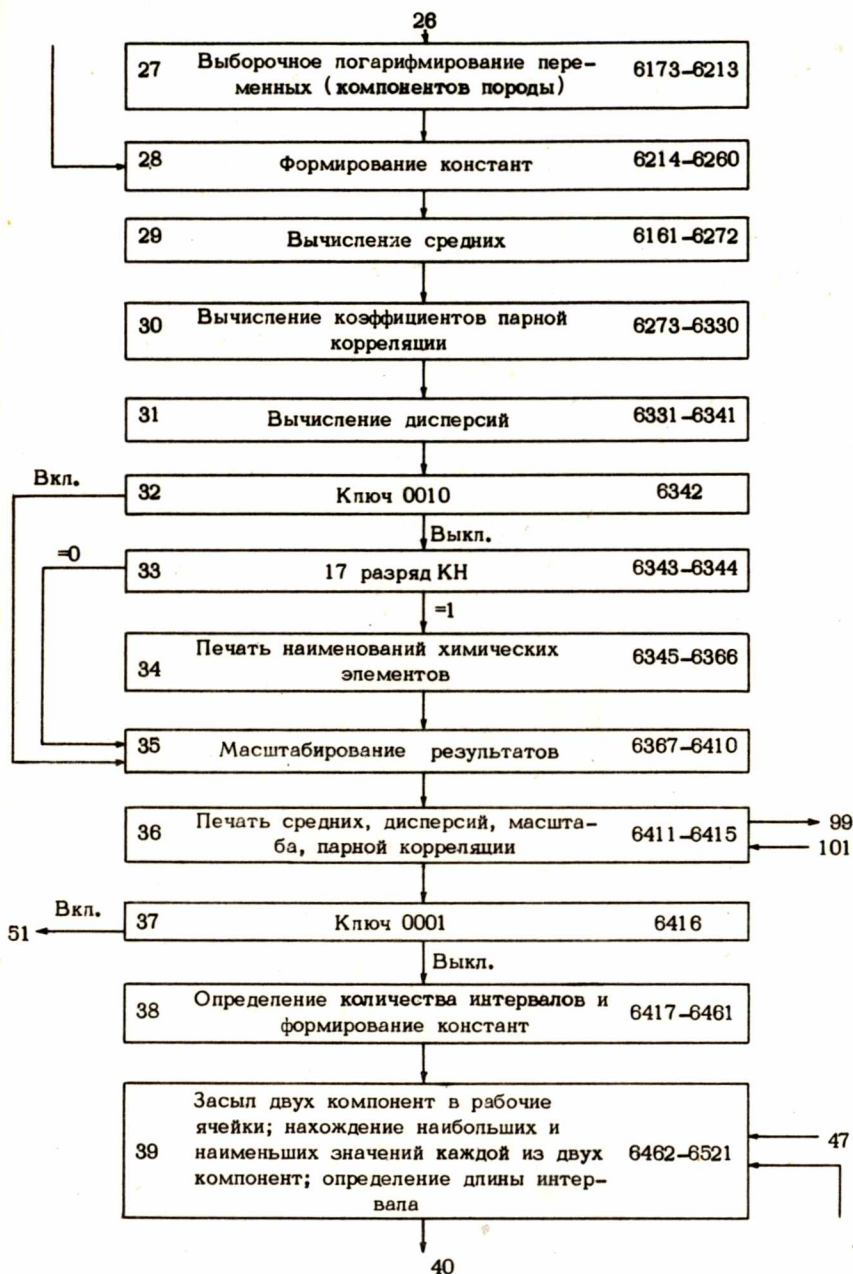 26
27 Выборочное логарифмирование пере- 6173-6213
менных (компонентов породы)
28 Формирование констант 6214-6260
29 Вычисление средних 6161-6272
30 Вычисление коэффициентов парной 6273-6330
корреляции
31 Вычисление дисперсий 6331-6341
Вкл.
32 Ключ 0010 6342
Выкл.
=0
33 17 разряд КН 6343-6344
=1
34 Печать наименований химических 6345-6366
элементов
35 Масштабирование результатов 6367-6410
36 Печать средних, дисперсий, масшта- 6411-6415
ба, парной корреляции
99
101
Вкл.
51
37 Ключ 0001 6416
Выкл.
38 Определение количества интервалов и 6417-6461
формирование констант
Засыл двух компонент в рабочие
ячейки; нахождение наибольших и
39 наименьших значений каждой из двух 6462-6521
компонент; определение длины интер-
вала
47
40